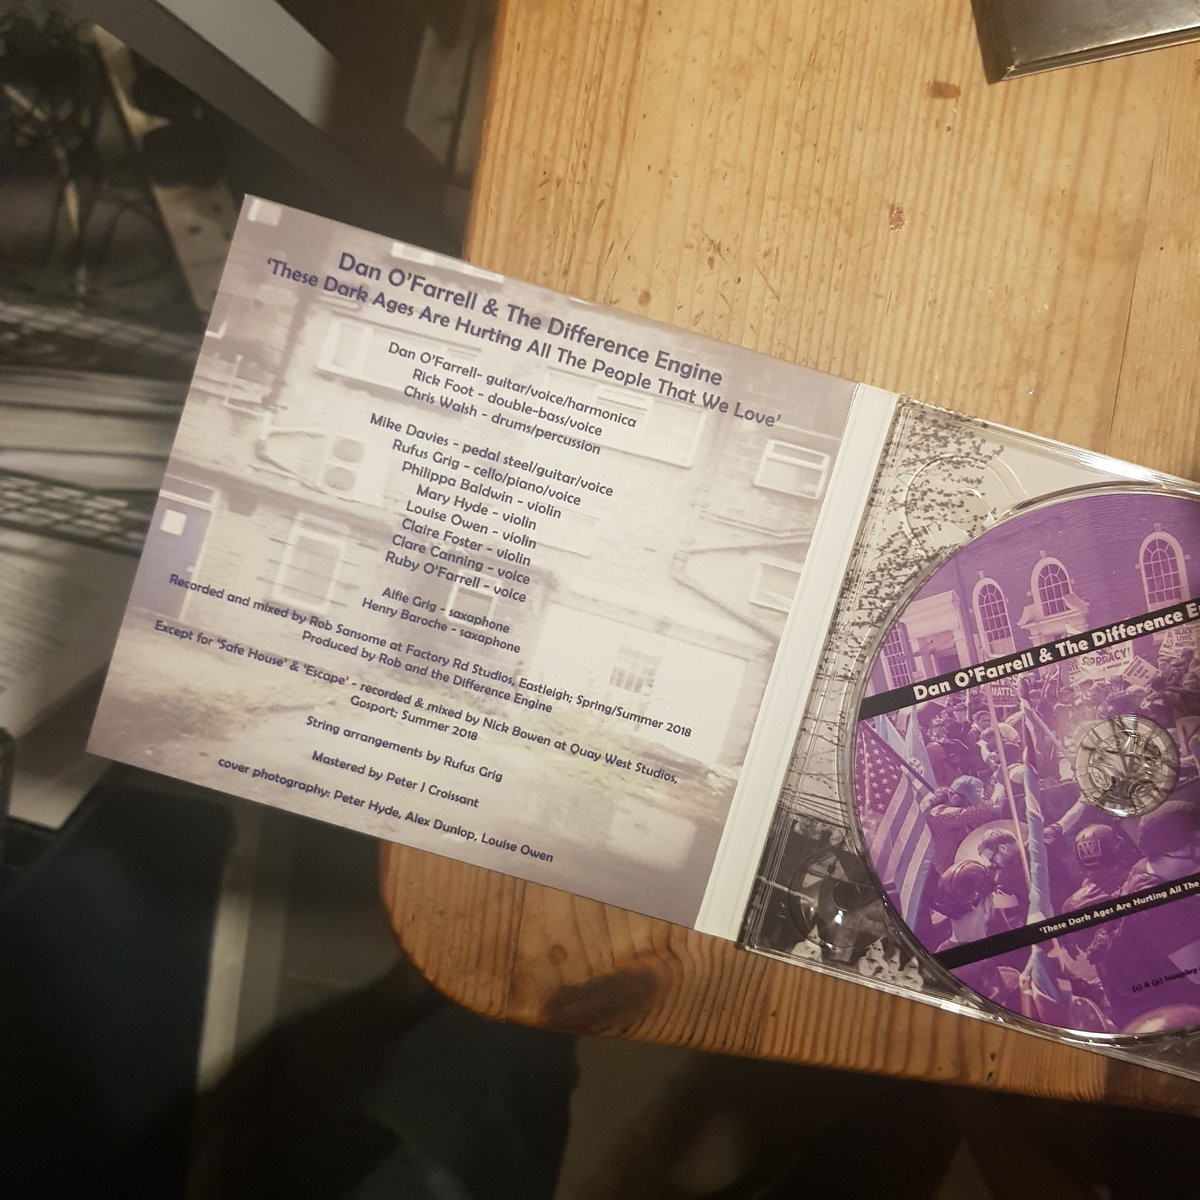 Dan O'Farrell & The Difference Engine
'These Dark Ages Are Hurting All The People That We Love'
Dan O'Farrell- guitar/voice/harmonica
Rick Foot - double-bass/voice
Chris Walsh - drums/percussion
Mike Davies - pedal steel/guitar/voice
Rufus Grig - cello/piano/voice
Philippa Baldwin - violin
Mary Hyde - violin
Louise Owen - violin
Claire Foster - violin
Clare Canning - voice
Ruby O'Farrell - voice
Alfie Grig - saxaphone
Henry Baroche - saxaphone
Recorded and mixed by Rob Sansome at Factory Rd Studios, Eastleigh; Spring/Summer 2018
Produced by Rob and the Difference Engine
Except for 'Safe House' & 'Escape' - recorded & mixed by Nick Bowen at Quay West Studios,
Gosport; Summer 2018
String arrangements by Rufus Grig
Mastered by Peter J Croissant
cover photography: Peter Hyde, Alex Dunlop, Louise Owen
Dan O'Farrell & The Difference E
BLACK
LIVES
MATTER
MATTE
'These Dark Ages Are Hurting All The
(c) & (p)